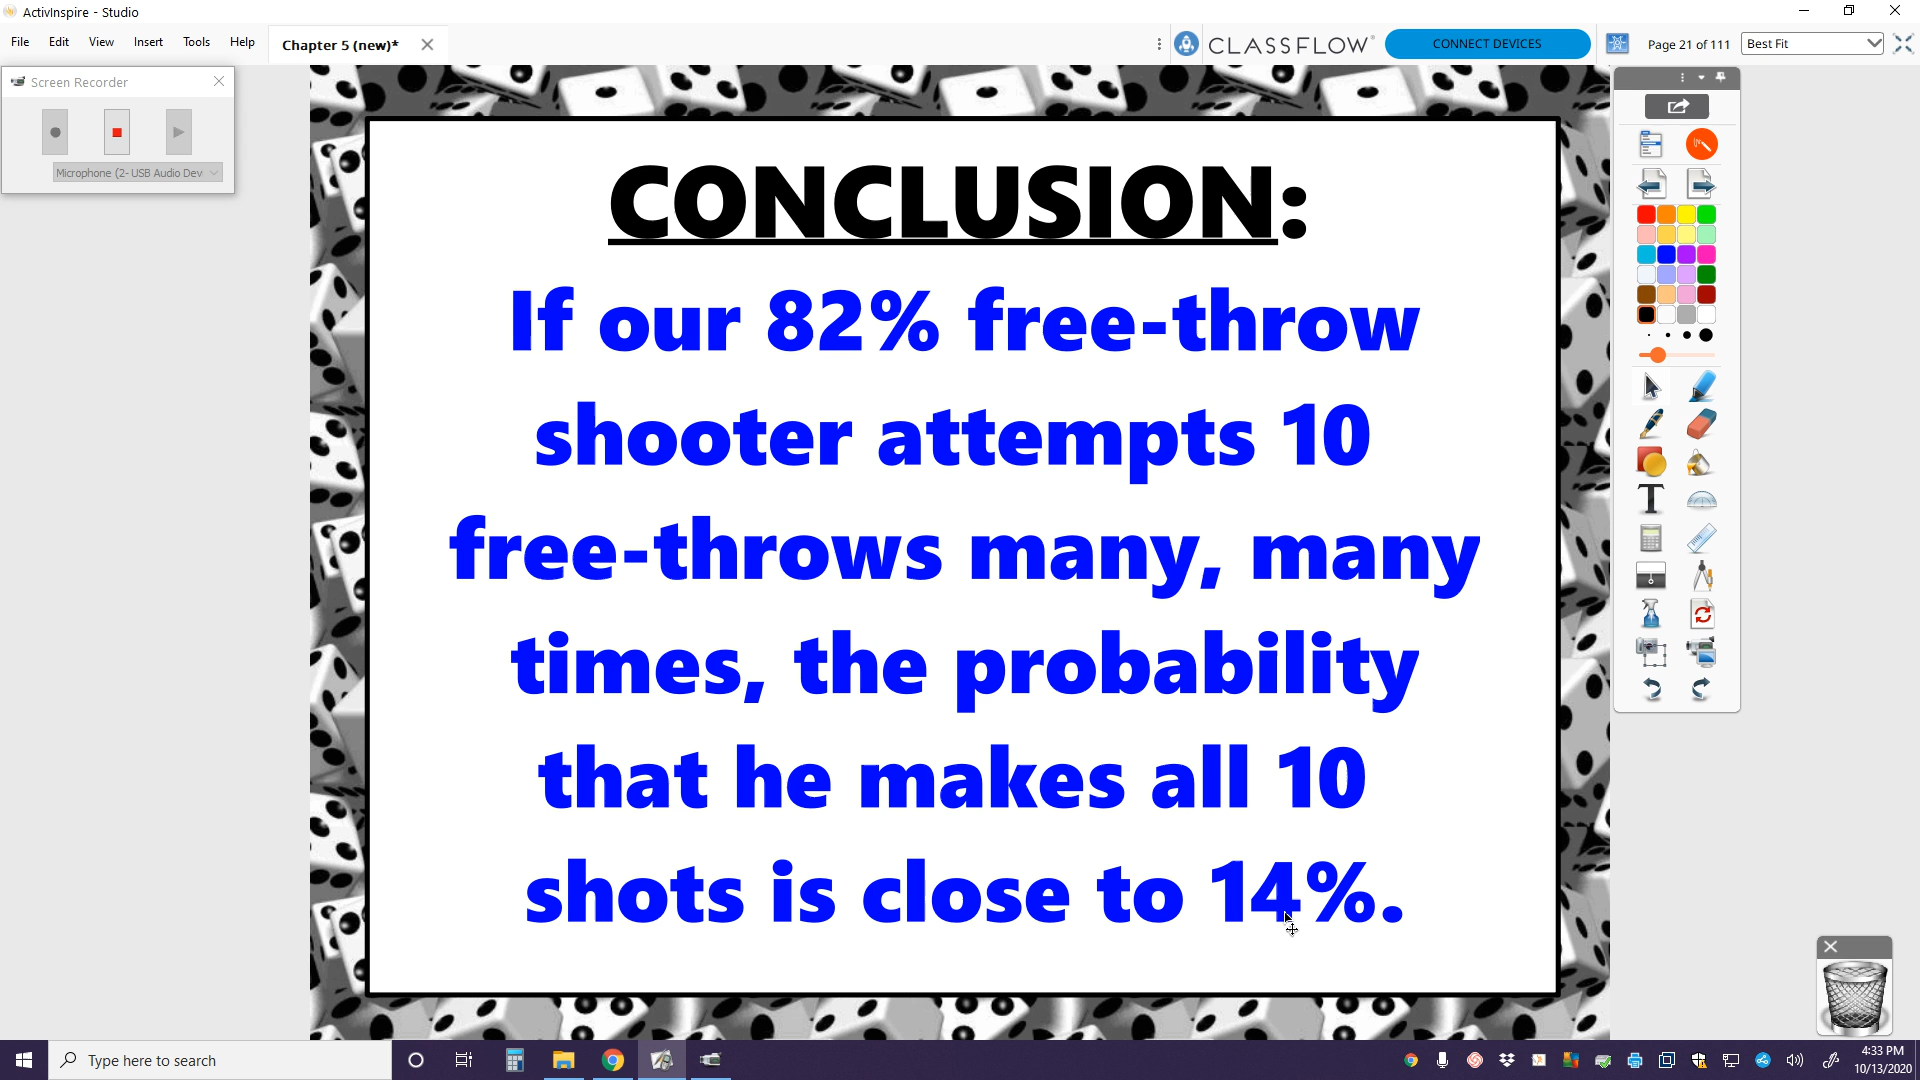 ActivInspire - Studio
File Edit View Insert Tools Help
Chapter 5 (new)*
CLASSFLOW
CONNECT DEVICES
Page 21 of 111
Best Fit
Screen Recorder
Microphone (2- USB Audio Dev
CONCLUSION:
If our 82% free-throw
shooter attempts 10
free-throws many, many
times, the probability
that he makes all 10
shots is close to 14%.
Type here to search
4:33 PM
10/13/2020